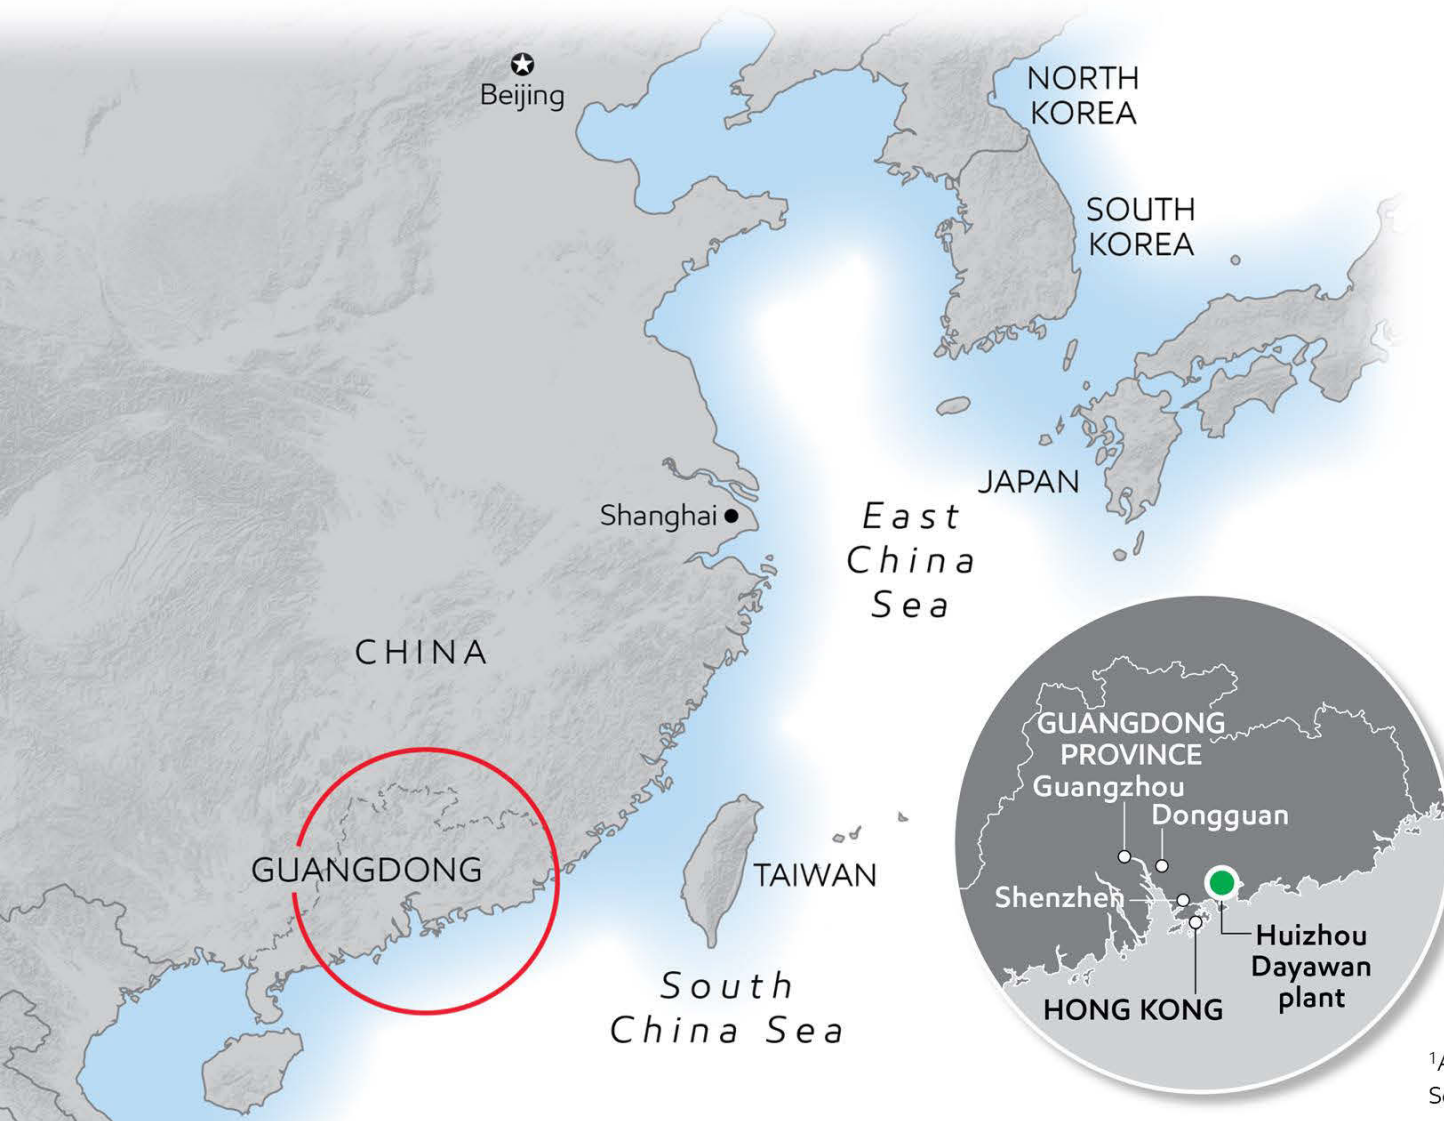 Beijing
NORTH
KOREA
SOUTH
KOREA
JAPAN
Shanghai
East
China
Sea
CHINA
GUANGDONG
TAIWAN
South
China Sea
GUANGDONG
PROVINCE
Guangzhou
Dongguan
Shenzhen
Huizhou
Dayawan
plant
HONG KONG